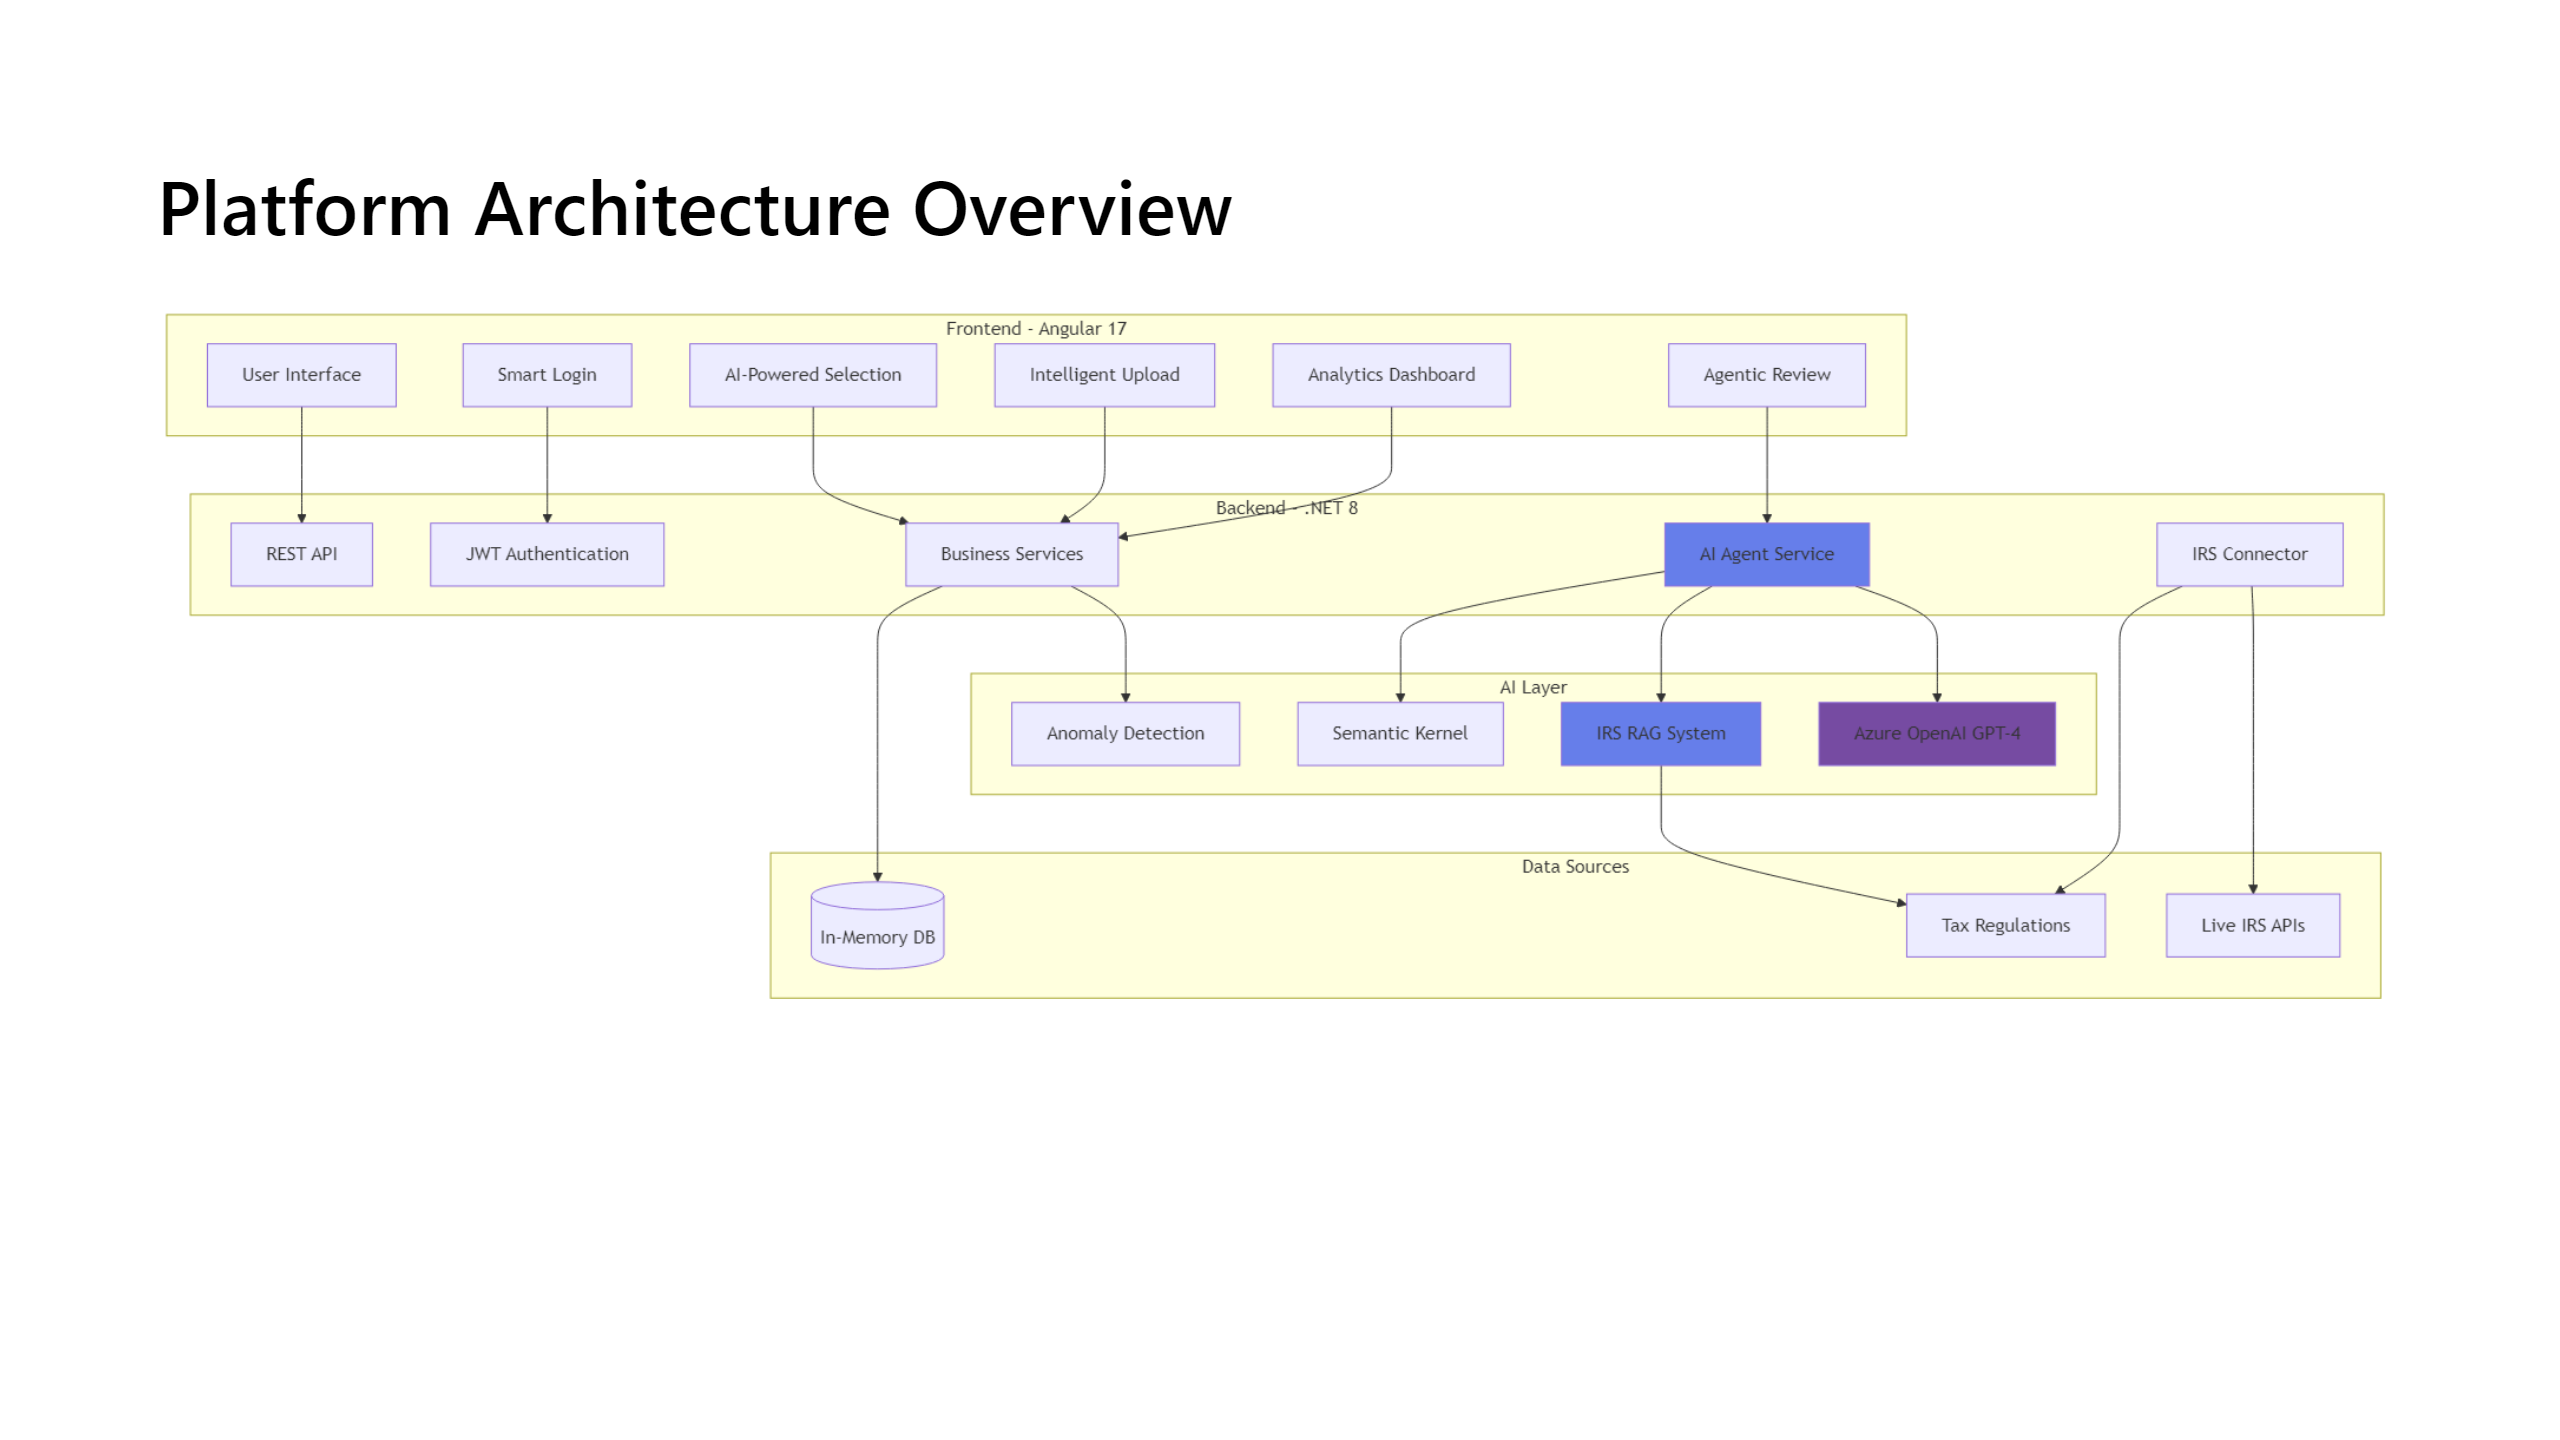 Platform Architecture Overview
Frontend - Angular 17
User Interface
Smart Login
AI-Powered Selection
Intelligent Upload
Analytics Dashboard
Agentic Review
Backend - .NET 8
REST API
JWT Authentication
Business Services
AI Agent Service
IRS Connector
AI Layer
Anomaly Detection
Semantic Kernel
IRS RAG System
Azure OpenAI GPT-4
Data Sources
In-Memory DB
Tax Regulations
Live IRS APIs